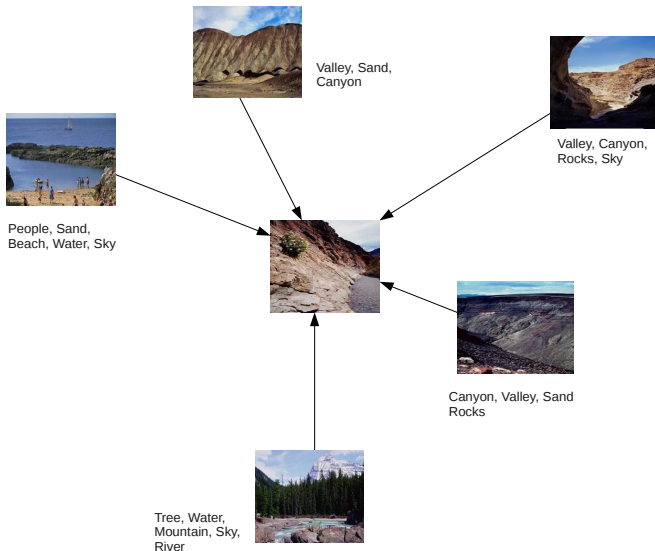 Valley, Sand,
Canyon
Valley, Canyon,
Rocks, Sky
People, Sand,
Beach, Water, Sky
Canyon, Valley, Sand
Rocks
Tree, Water,
Mountain, Sky,
River